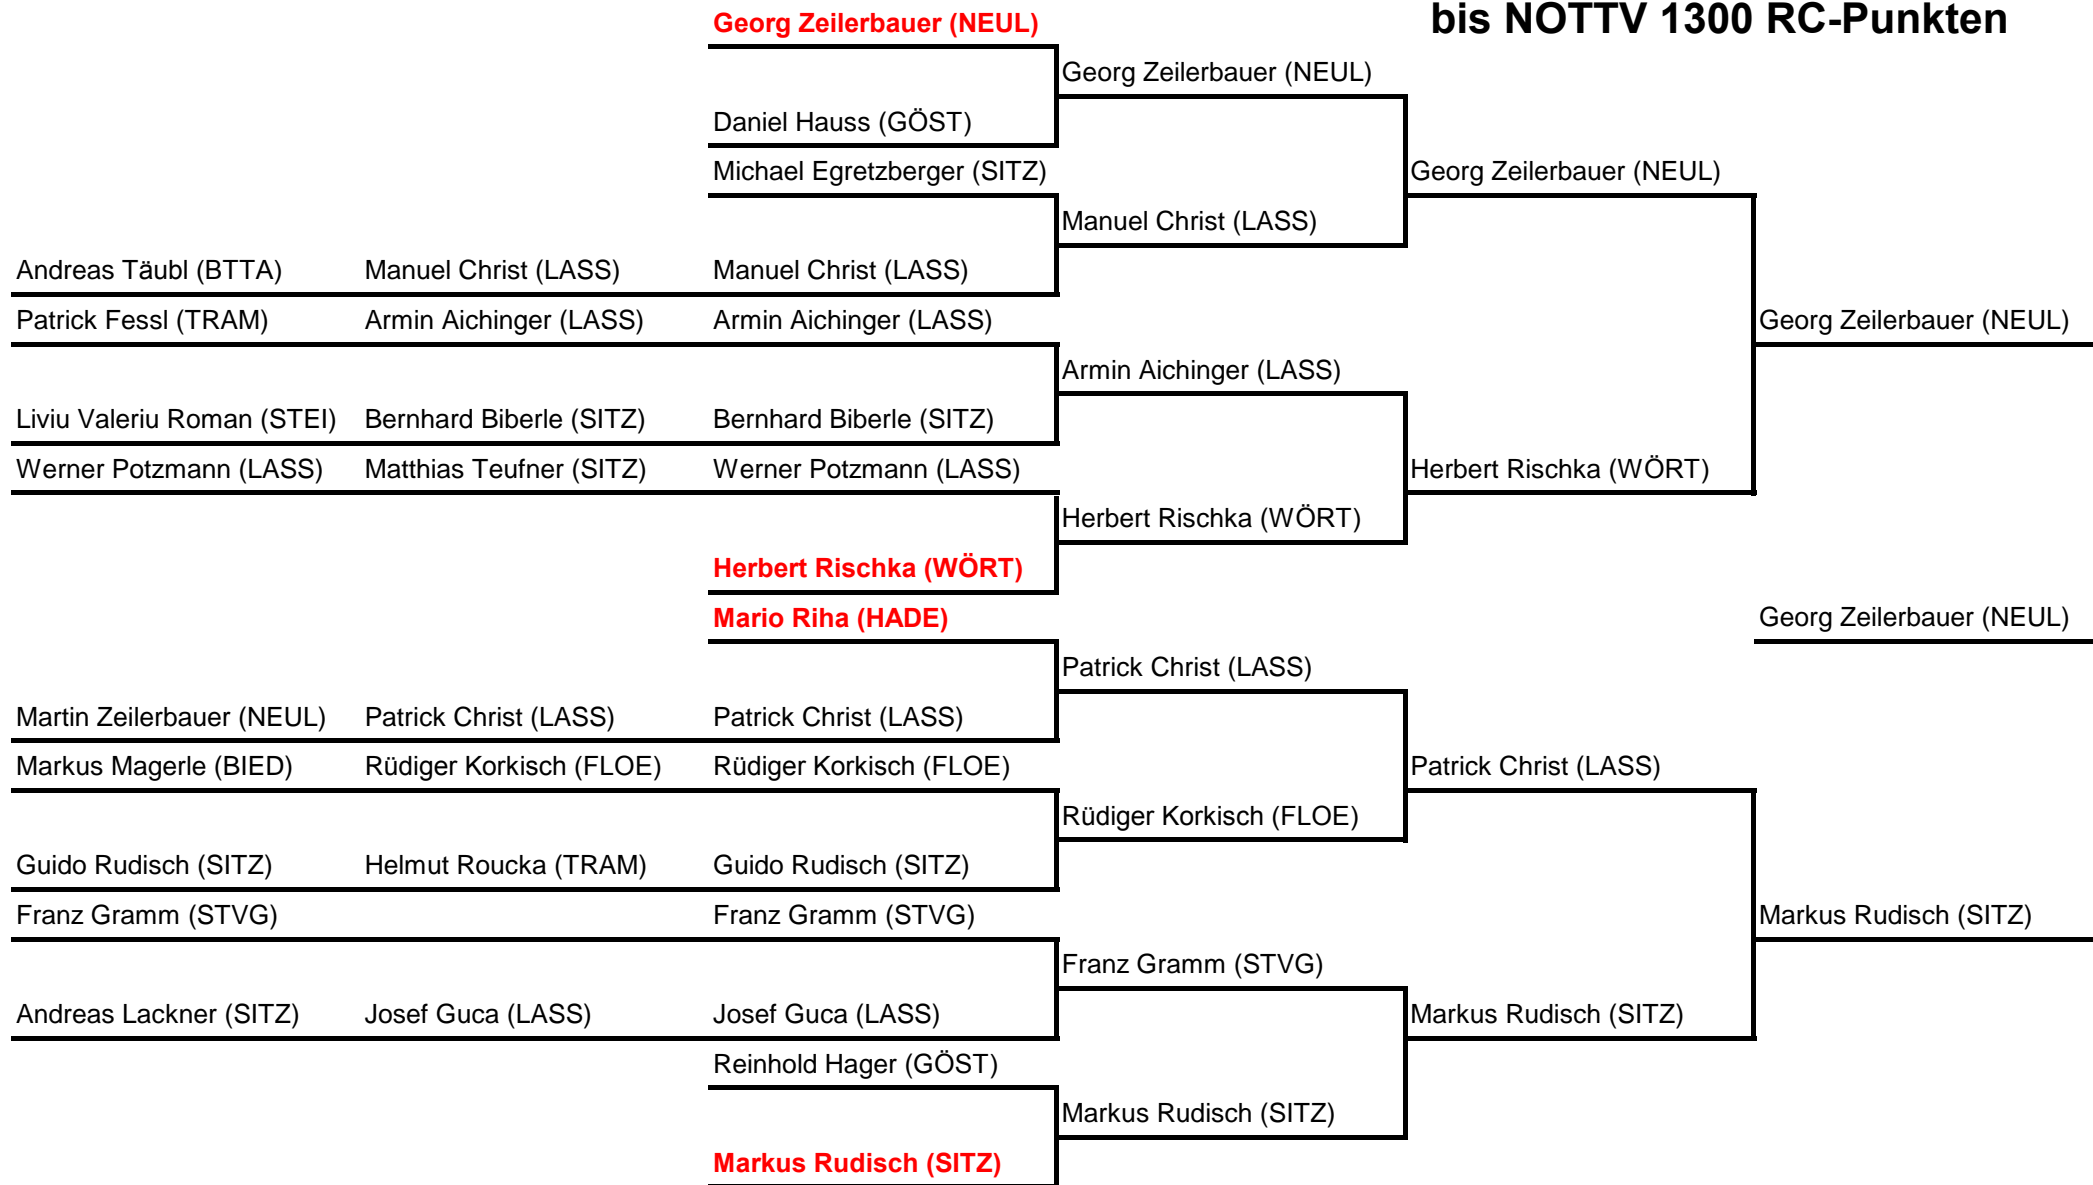 bis NOTTV 1300 RC-Punkten
Georg Zeilerbauer (NEUL)
Georg Zeilerbauer (NEUL)
Daniel Hauss (GÖST)
Michael Egretzberger (SITZ)
Georg Zeilerbauer (NEUL)
Manuel Christ (LASS)
Andreas Täubl (BTTA) Manuel Christ (LASS) Manuel Christ (LASS)
Patrick Fessl (TRAM) Armin Aichinger (LASS) Armin Aichinger (LASS) Georg Zeilerbauer (NEUL)
Armin Aichinger (LASS)
Liviu Valeriu Roman (STEI) Bernhard Biberle (SITZ) Bernhard Biberle (SITZ)
Werner Potzmann (LASS) Matthias Teufner (SITZ) Werner Potzmann (LASS) Herbert Rischka (WÖRT)
Herbert Rischka (WÖRT)
Herbert Rischka (WÖRT)
Mario Riha (HADE) Georg Zeilerbauer (NEUL)
Patrick Christ (LASS)
Martin Zeilerbauer (NEUL) Patrick Christ (LASS) Patrick Christ (LASS)
Markus Magerle (BIED) Rüdiger Korkisch (FLOE) Rüdiger Korkisch (FLOE) Patrick Christ (LASS)
Rüdiger Korkisch (FLOE)
Guido Rudisch (SITZ) Helmut Roucka (TRAM) Guido Rudisch (SITZ)
Franz Gramm (STVG) Franz Gramm (STVG) Markus Rudisch (SITZ)
Franz Gramm (STVG)
Andreas Lackner (SITZ) Josef Guca (LASS) Josef Guca (LASS) Markus Rudisch (SITZ)
Reinhold Hager (GÖST)
Markus Rudisch (SITZ)
Markus Rudisch (SITZ)